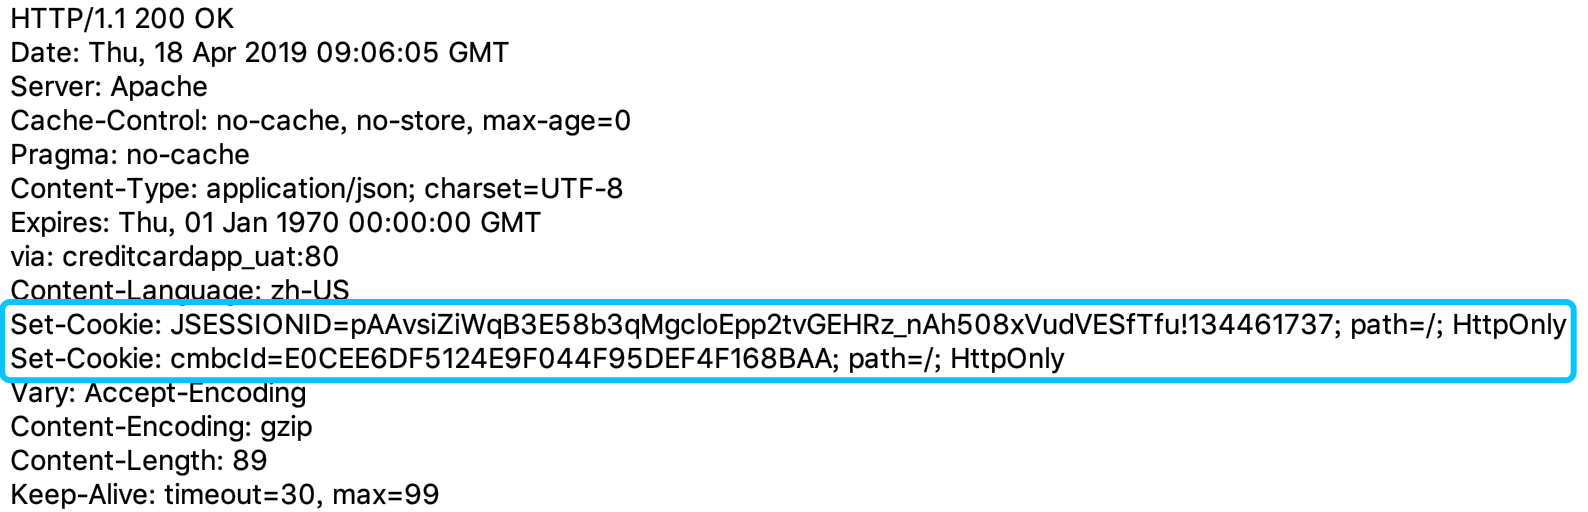 HTTP/1.1 200 OK
Date: Thu, 18 Apr 2019 09:06:05 GMT
Server: Apache
Cache-Control: no-cache, no-store, max-age=0
Pragma: no-cache
Content-Type: application/json; charset=UTF-8
Expires: Thu, 01 Jan 1970 00:00:00 GMT
via: creditcardapp_uat:80
Content-Language: zh-US
Set-Cookie: JSESSIONID=pAAvsiZiWqB3E58b3qMgcloEpp2tvGEHRz_nAh508xVudVESfTfu!134461737; path=/; HttpOnly
Set-Cookie: cmbcId=E0CEE6DF5124E9F044F95DEF4F168BAA; path=/; HttpOnly
Vary: Accept-Encoding
Content-Encoding: gzip
Content-Length: 89
Keep-Alive: timeout=30, max=99